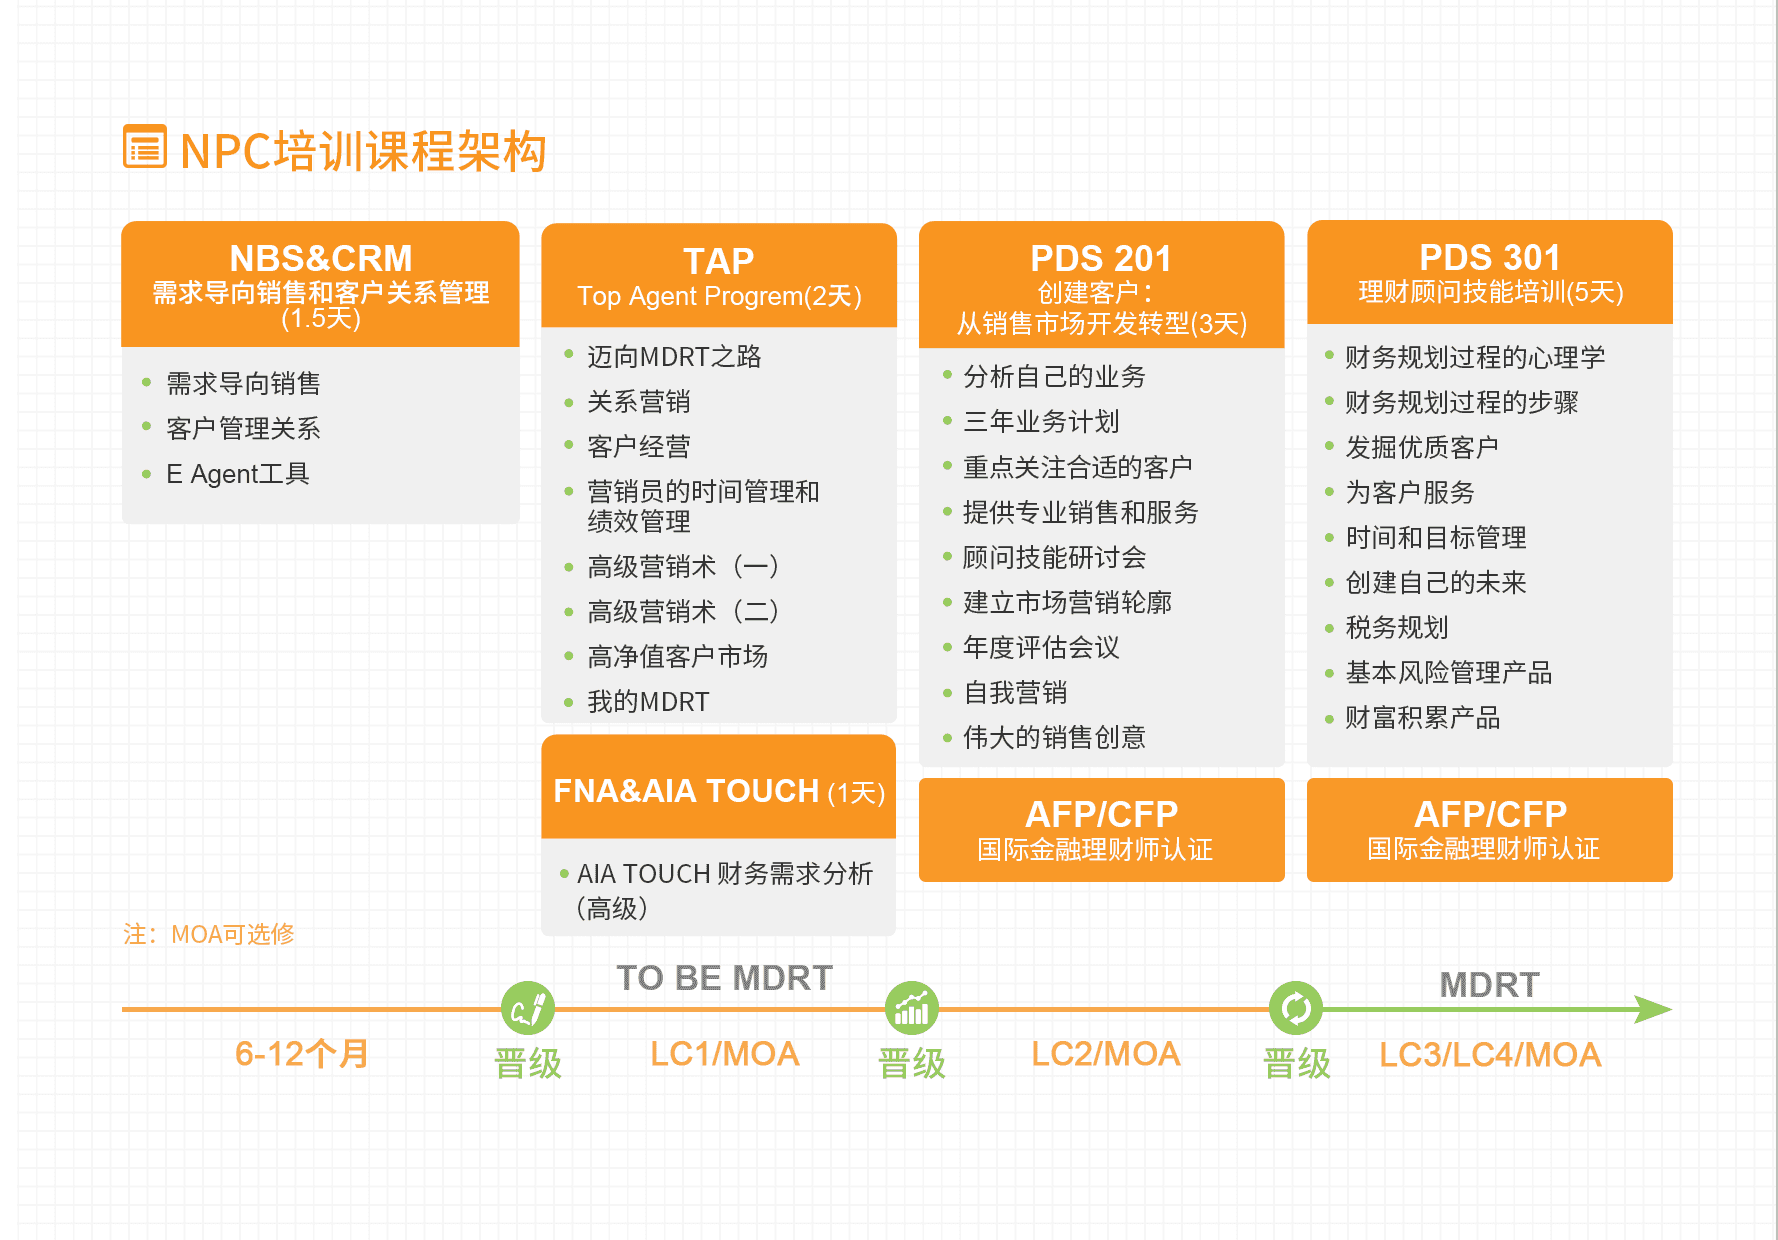 NPC培训课程架构
NBS&CRM
需求导向销售和客户关系管理
(1.5天)
需求导向销售
客户管理关系
E Agent工具
TAP
Top Agent Progrem(2天)
迈向MDRT之路
关系营销
客户经营
营销员的时间管理和
绩效管理
高级营销术（一）
高级营销术（二）
高净值客户市场
我的MDRT
FNA&AIA TOUCH (1天)
AIA TOUCH 财务需求分析
（高级）
PDS 201
创建客户：
从销售市场开发转型(3天)
分析自己的业务
三年业务计划
重点关注合适的客户
提供专业销售和服务
顾问技能研讨会
建立市场营销轮廓
年度评估会议
自我营销
伟大的销售创意
AFP/CFP
国际金融理财师认证
PDS 301
理财顾问技能培训(5天)
财务规划过程的心理学
财务规划过程的步骤
发掘优质客户
为客户服务
时间和目标管理
创建自己的未来
税务规划
基本风险管理产品
财富积累产品
AFP/CFP
国际金融理财师认证
注：MOA可选修
TO BE MDRT
MDRT
6-12个月
晋级
LC1/MOA
晋级
LC2/MOA
晋级
LC3/LC4/MOA